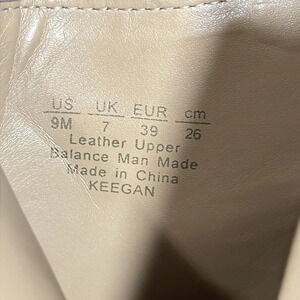 US UK EUR cm
9M 7 39 26
Leather Upper
Balance Man Made
Made in China
KEEGAN